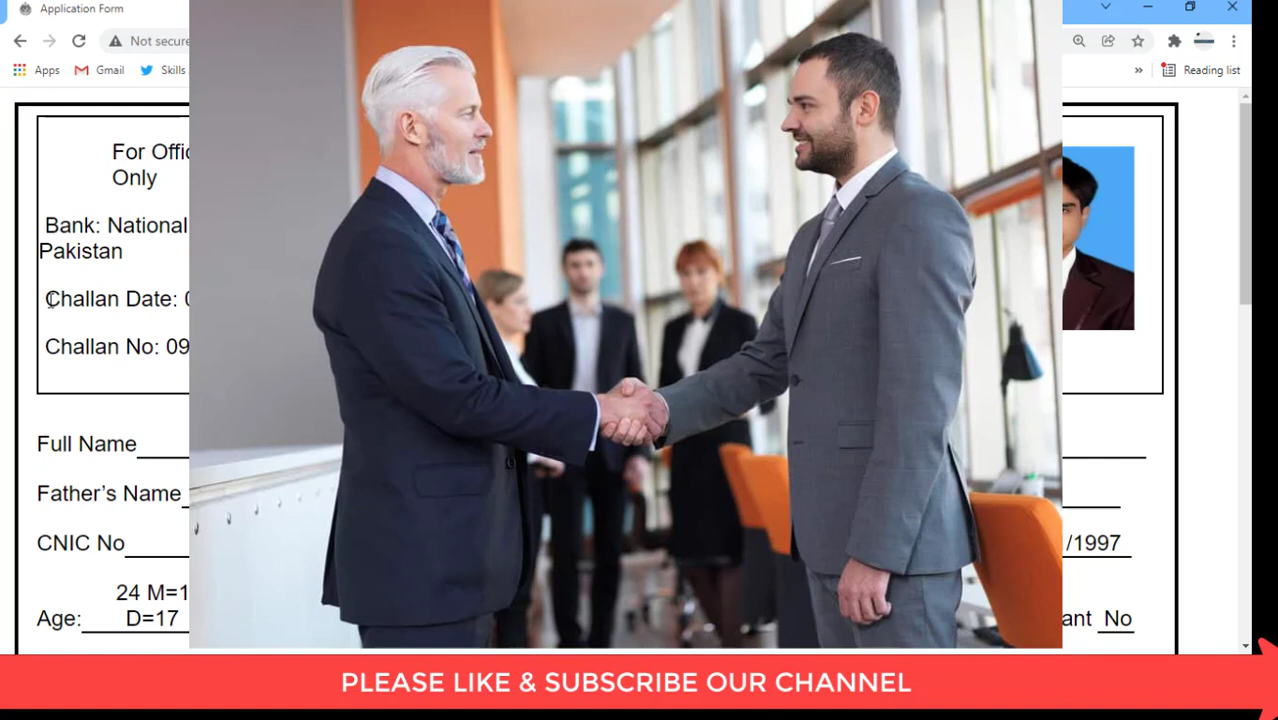 Application Form
Not secure
Apps Gmail Skills
» Reading list
For Offic
Only
Bank: National
Pakistan
Challan Date: 0
Challan No: 09
Full Name
Father's Name
CNIC No /1997
24 M=1
Age: D=17 ant No
PLEASE LIKE & SUBSCRIBE OUR CHANNEL